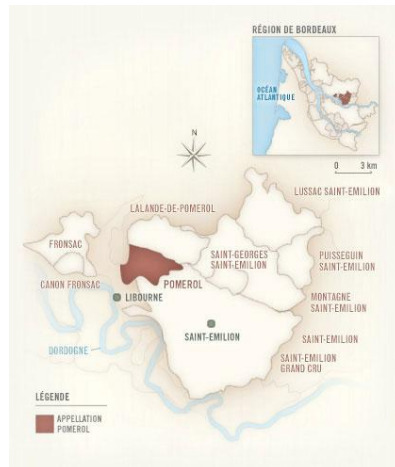 RÉGION DE BORDEAUX
OCÉAN
ATLANTIQUE
0 3 km
N
LUSSAC SAINT-EMILION
LALANDE-DE-POMEROL
FRONSAC
SAINT-GEORGES
SAINT-EMILION
PUISSEGUIN
SAINT-EMILION
CANON FRONSAC
POMEROL
LIBOURNE
MONTAGNE
SAINT-EMILION
SAINT-EMILION
SAINT-EMILION
DORDOGNE
SAINT-EMILION
GRAND CRU
LÉGENDE
APPELLATION
POMEROL